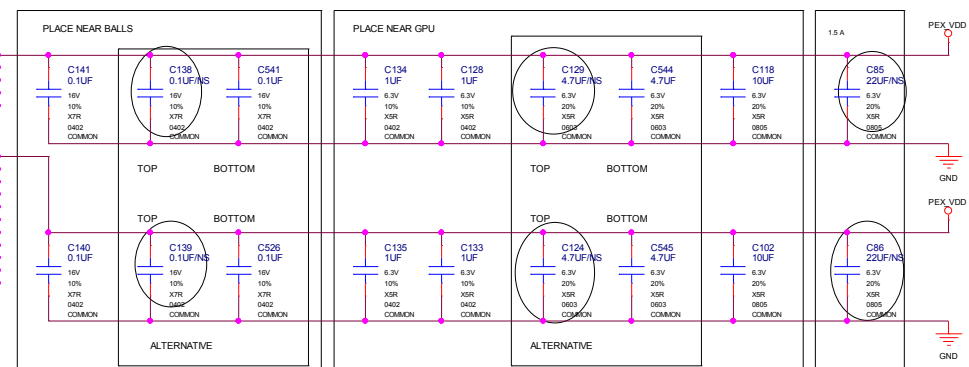 PLACE NEAR BALLS
PLACE NEAR GPU
1.5 A
PEX_VDD
C141
0.1UF
16V
10%
X7R
0402
COMMON
C138
0.1UF/NS
16V
10%
X7R
0402
COMMON
C541
0.1UF
16V
10%
X7R
0402
COMMON
C134
1UF
6.3V
10%
X5R
0402
COMMON
C128
1UF
6.3V
10%
X5R
0402
COMMON
C129
4.7UF/NS
6.3V
20%
X5R
0603
COMMON
C544
4.7UF
6.3V
20%
X5R
0603
COMMON
C118
10UF
6.3V
20%
X5R
0805
COMMON
C85
22UF/NS
6.3V
20%
X5R
0805
COMMON
GND
TOP
BOTTOM
TOP
BOTTOM
PEX_VDD
TOP
BOTTOM
TOP
BOTTOM
C140
0.1UF
16V
10%
X7R
0402
COMMON
C139
0.1UF/NS
16V
10%
X7R
0402
COMMON
C526
0.1UF
16V
10%
X7R
0402
COMMON
C135
1UF
6.3V
10%
X5R
0402
COMMON
C133
1UF
6.3V
10%
X5R
0402
COMMON
C124
4.7UF/NS
6.3V
20%
X5R
0603
COMMON
C545
4.7UF
6.3V
20%
X5R
0603
COMMON
C102
10UF
6.3V
20%
X5R
0805
COMMON
C86
22UF/NS
6.3V
20%
X5R
0805
COMMON
GND
ALTERNATIVE
ALTERNATIVE